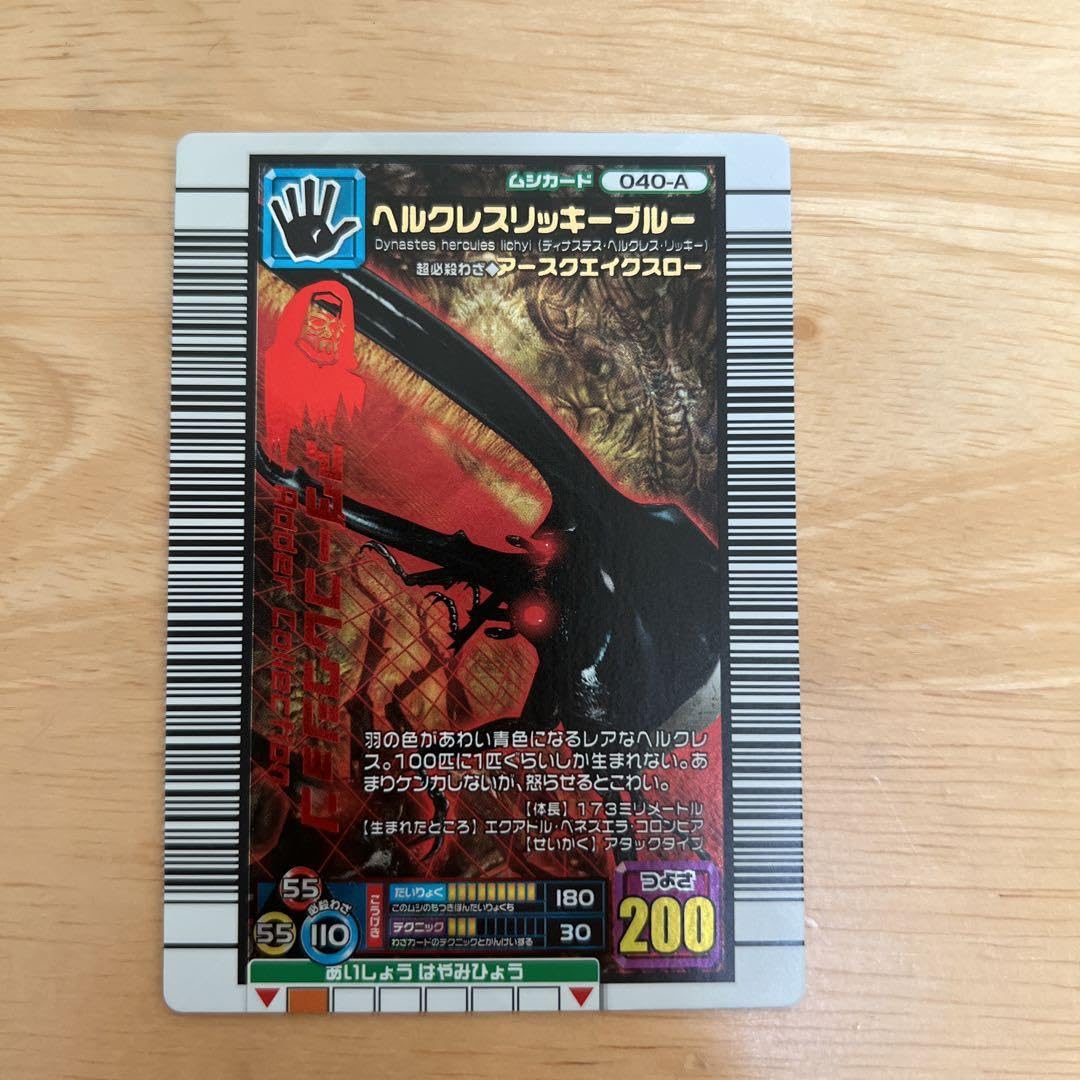 ムシカード 040-A
ヘルクレスリッキーブルー
Dynastes hercules lichyi (ディナステス・ヘルクレス・リッキー)
超必殺わざ◆アースクエイクスロー
Adder Collection
羽の色があわい青色になるレアなヘルクレ
ス。100匹に1匹ぐらいしか生まれない。あ
まりケンカしないが、怒らせるとこわい。
【体長】173ミリメートル
【生まれたところ】エクアドル・ベネズエラ・コロンビア
【せいかく】アタックタイプ
55
必殺わざ
55
110
こうげき
たいりょく 180
このムシのもつきほんたいりょくち
テクニック 30
わざカードのテクニックとかんけいする
つよさ
200
あいしょう はやみひょう